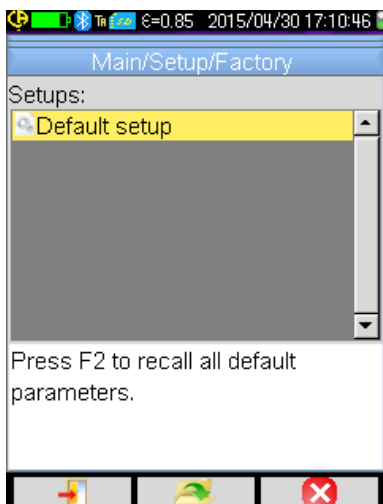 ε=0.85 2015/04/30 17:10:46
Main/Setup/Factory
Setups:
Default setup
Press F2 to recall all default
parameters.